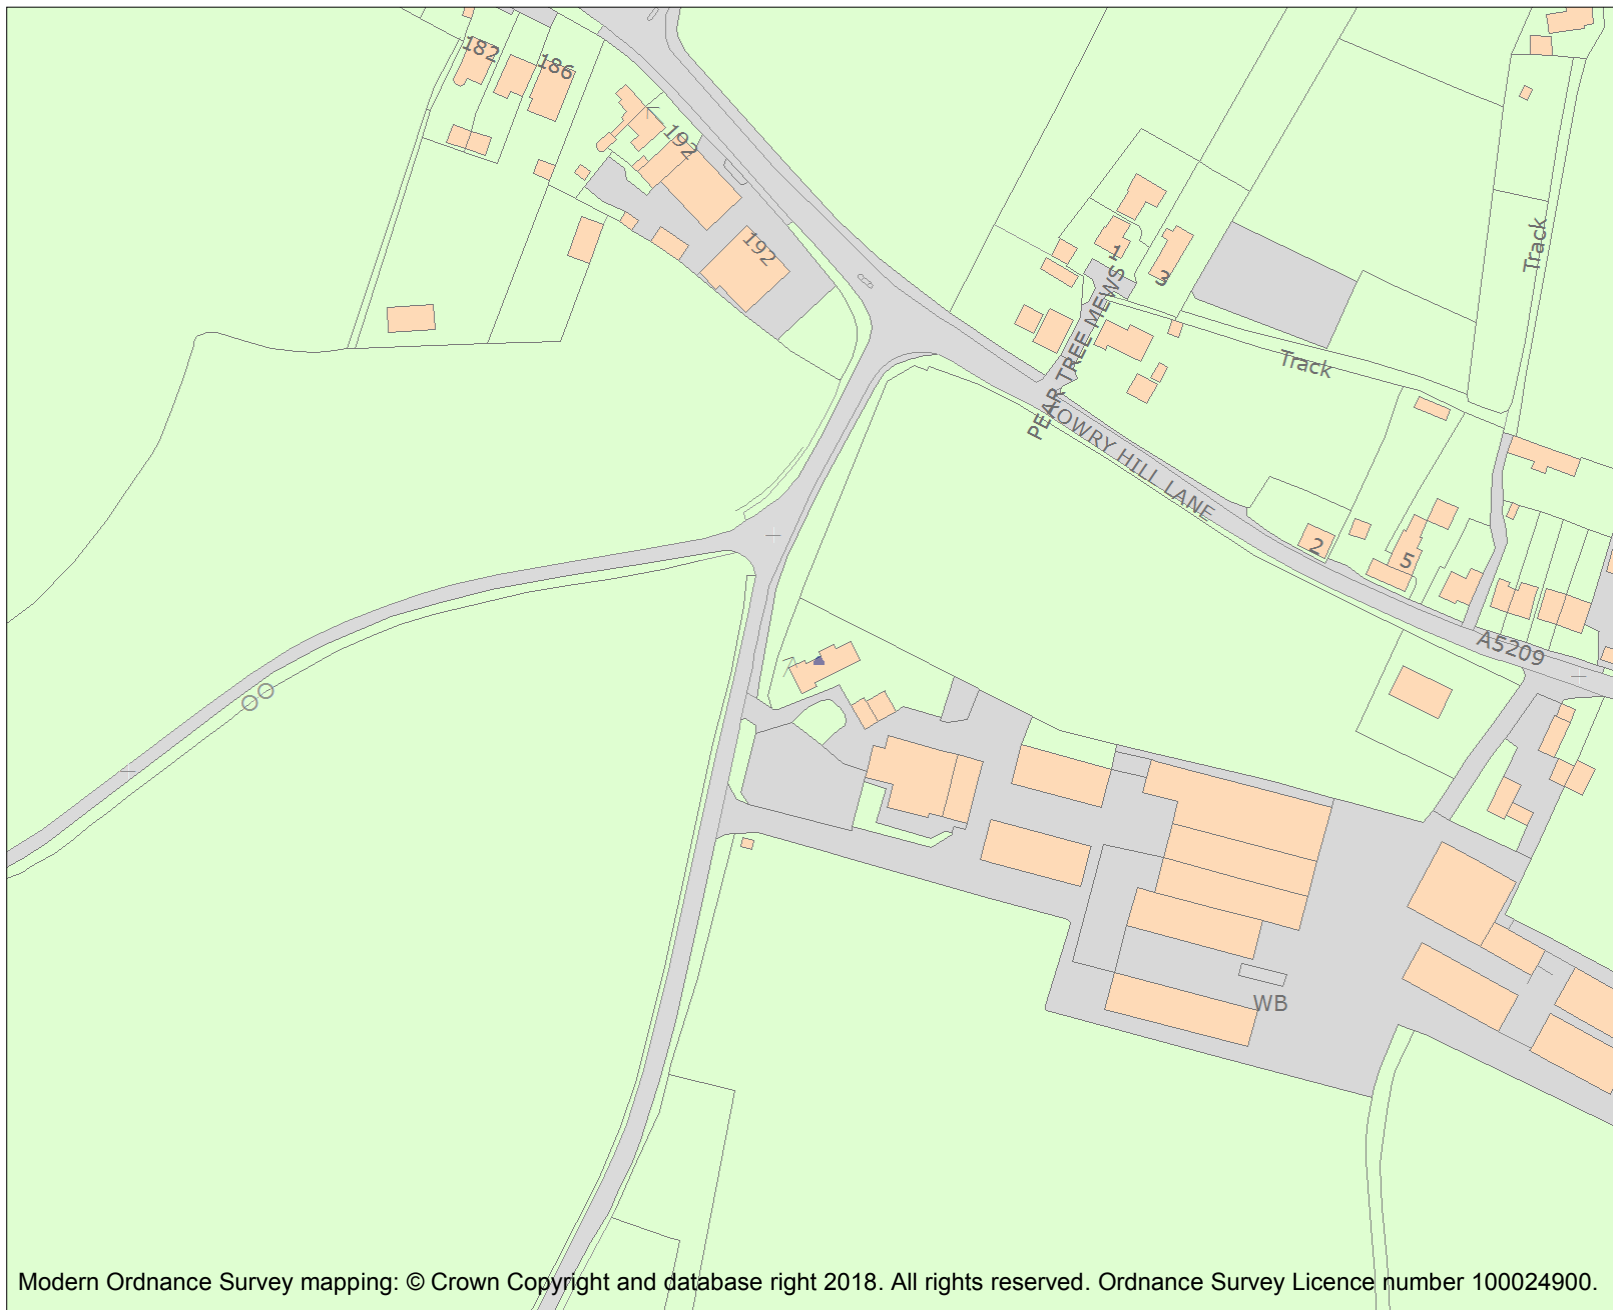 182
186
192
192
1
3
PEAR TREE MEWS
Track
Track
LOWRY HILL LANE
2
5
A5209
1
WB
Modern Ordnance Survey mapping: © Crown Copyright and database right 2018. All rights reserved. Ordnance Survey Licence number 100024900.